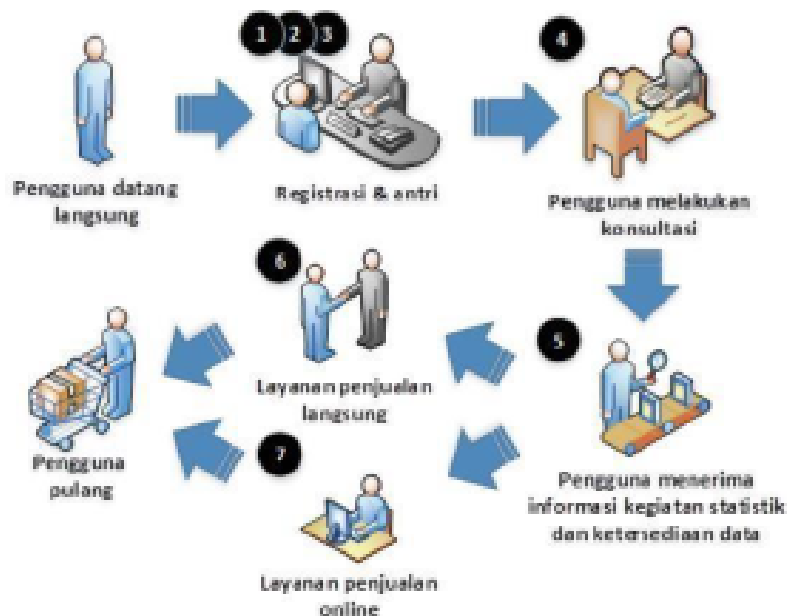 1 2 3
4
Pengguna datang
langsung
Registrasi & antri
Pengguna melakukan
konsultasi
6
5
Layanan penjualan
langsung
Pengguna
pulang
7
Pengguna menerima
informasi kegiatan statistik
dan ketersediaan data
Layanan penjualan
online